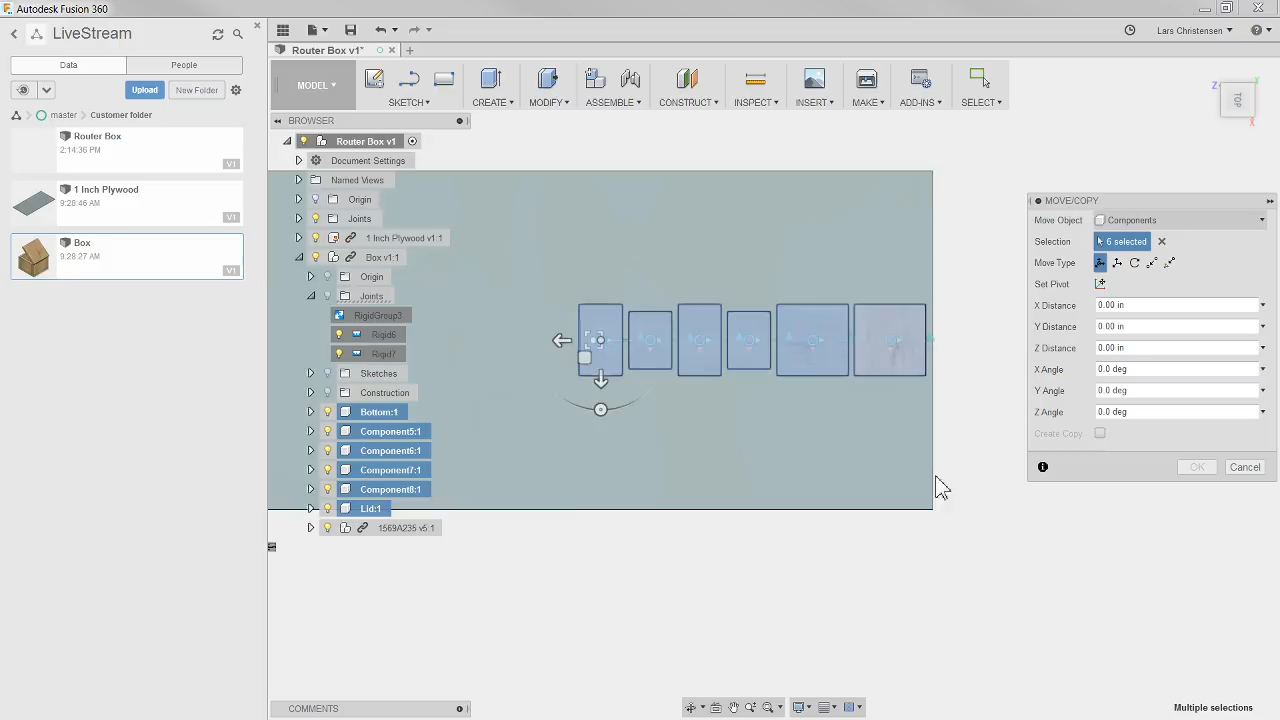 Autodesk Fusion 360
LiveStream
Data
People
Upload
New Folder
master
Customer folder
Router Box
2:14:36 PM
V1
1 Inch Plywood
9:28:46 AM
V1
Box
9:28:27 AM
V1
Router Box v1*
Lars Christensen
MODEL
SKETCH
CREATE
MODIFY
ASSEMBLE
CONSTRUCT
INSPECT
INSERT
MAKE
ADD-INS
SELECT
BROWSER
Router Box v1
Document Settings
Named Views
Origin
Joints
1 Inch Plywood v1:1
Box v1:1
Origin
Joints
RigidGroup3
Rigid6
Rigid7
Sketches
Construction
Bottom:1
Component5:1
Component6:1
Component7:1
Component8:1
Lid:1
1569A235 v5:1
Z
Y
TOP
X
MOVE/COPY
Move Object
Components
Selection
6 selected
Move Type
Set Pivot
X Distance
0.00 in
Y Distance
0.00 in
Z Distance
0.00 in
X Angle
0.0 deg
Y Angle
0.0 deg
Z Angle
0.0 deg
Create Copy
OK
Cancel
COMMENTS
Multiple selections